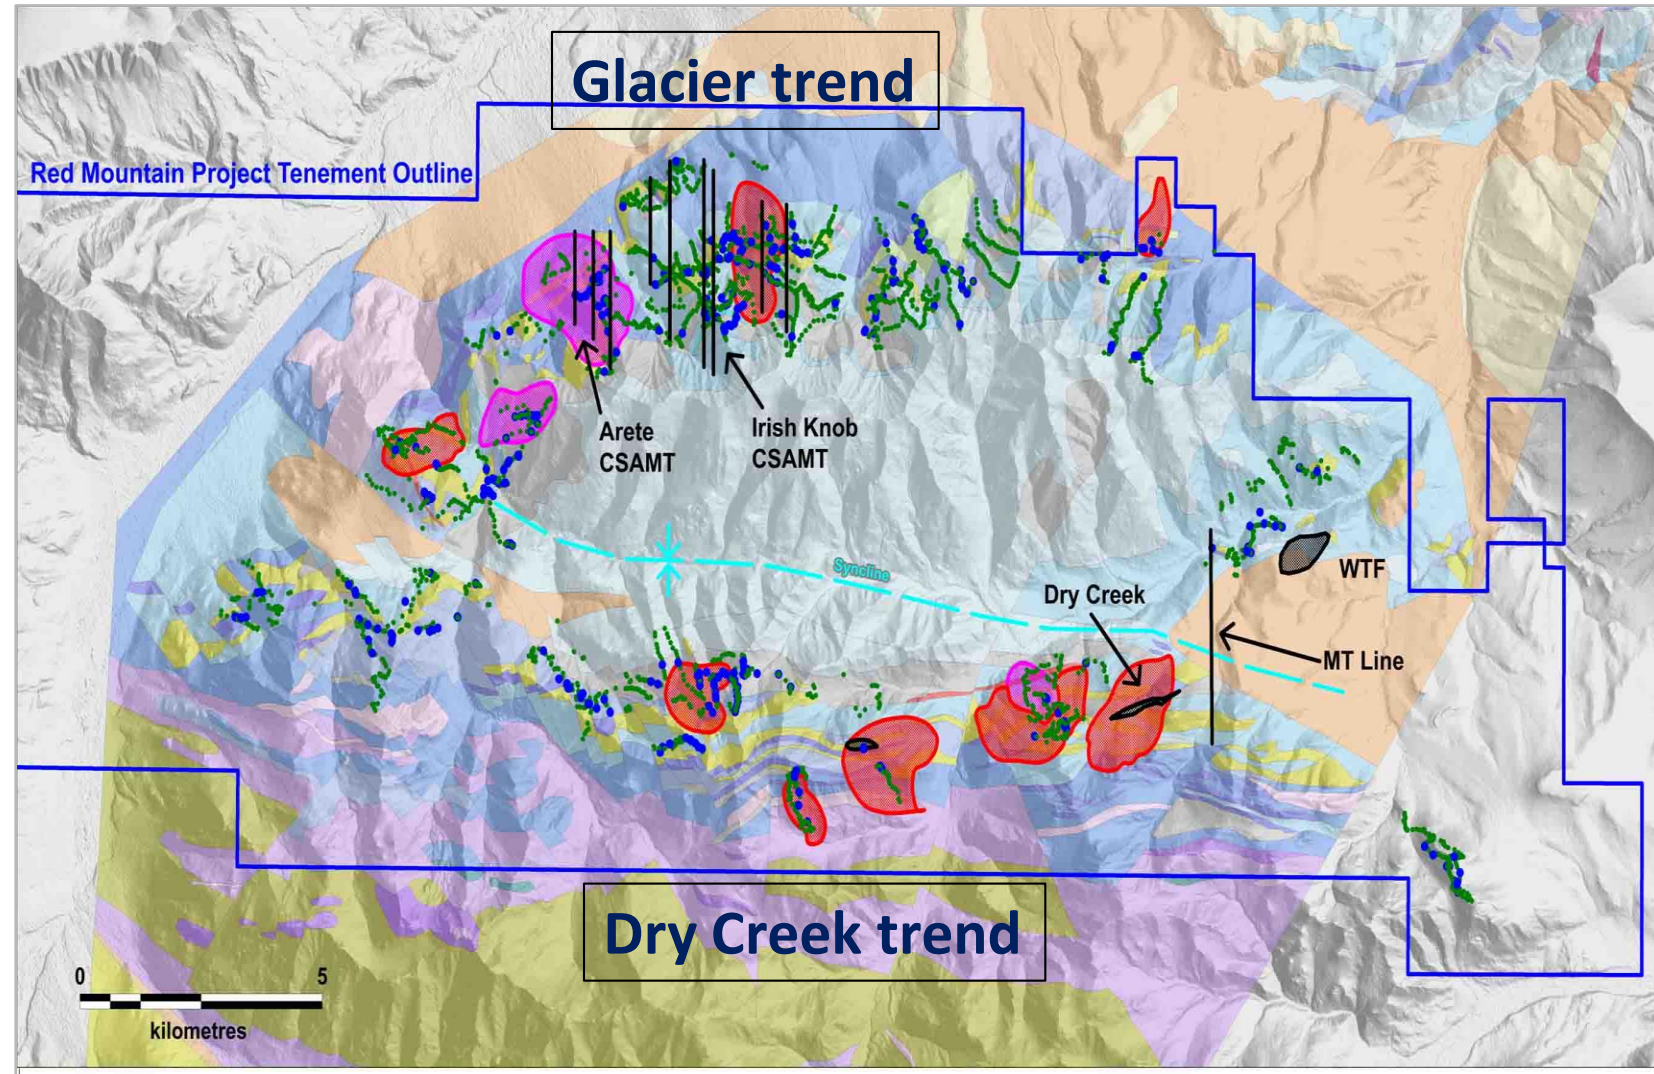 Glacier trend
Red Mountain Project Tenement Outline
Arete
CSAMT
Irish Knob
CSAMT
Syncline
WTF
Dry Creek
MT Line
Dry Creek trend
0 5
kilometres